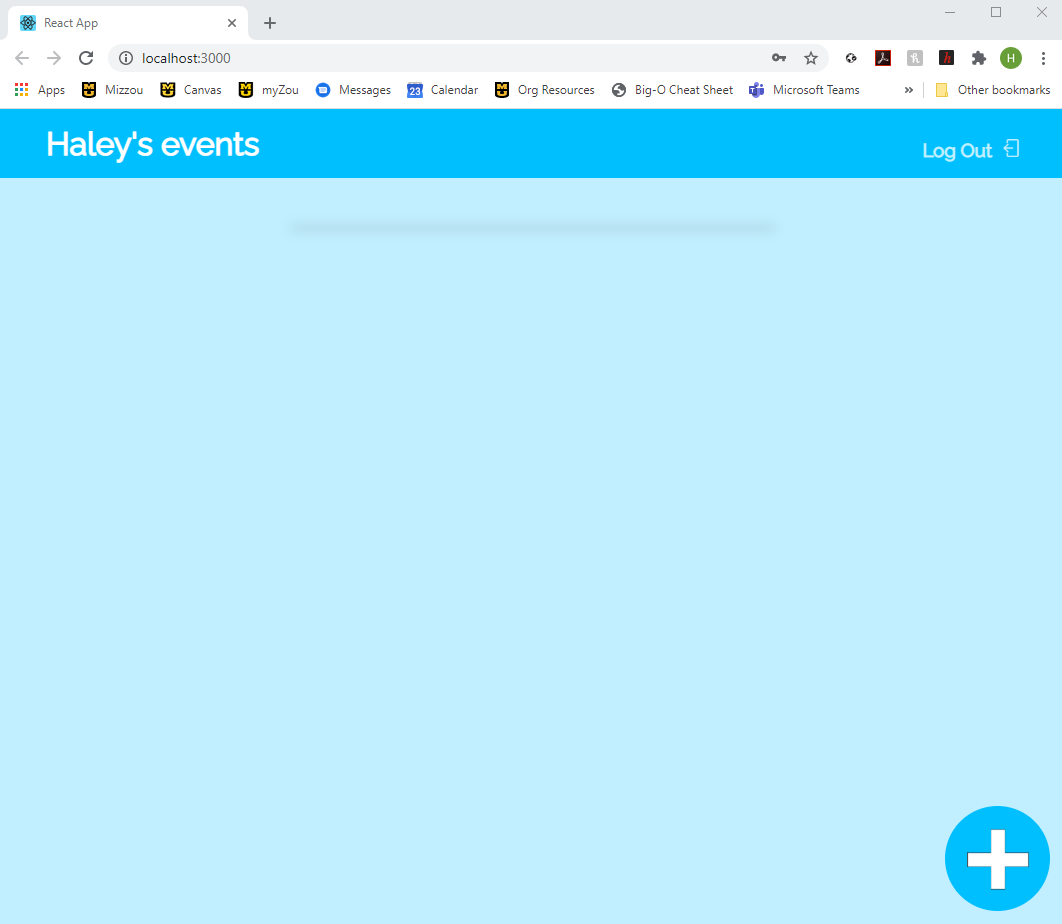 React App
localhost:3000
H
Apps Mizzou Canvas myZou Messages 23 Calendar Org Resources Big-O Cheat Sheet Microsoft Teams » Other bookmarks
Haley's events
Log Out